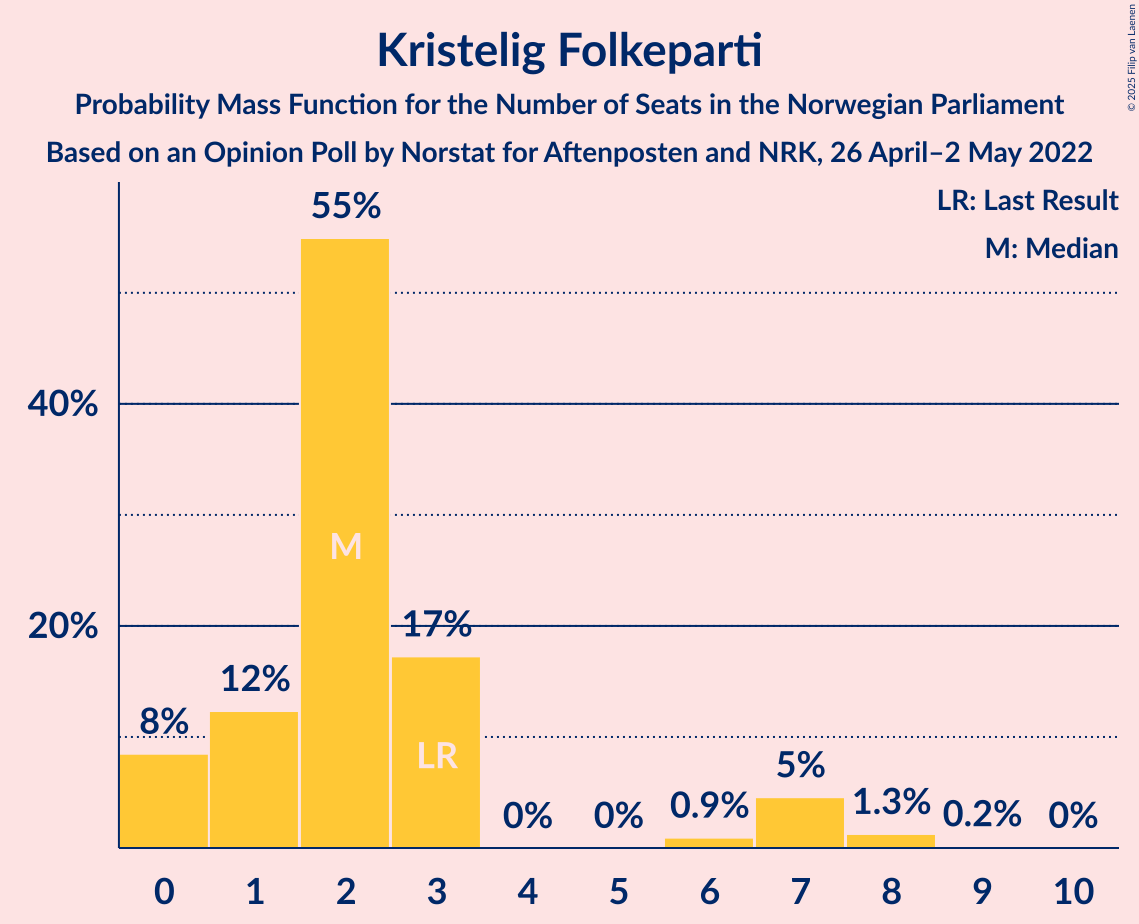 Kristelig Folkeparti
Probability Mass Function for the Number of Seats in the Norwegian Parliament
Based on an Opinion Poll by Norstat for Aftenposten and NRK, 26 April–2 May 2022
© 2025 Filip van Laenen
LR: Last Result
M: Median
55%
40%
M
20%
17%
12%
8%
LR
5%
0%
0%
0.9%
1.3%
0.2%
0%
0 1 2 3 4 5 6 7 8 9 10